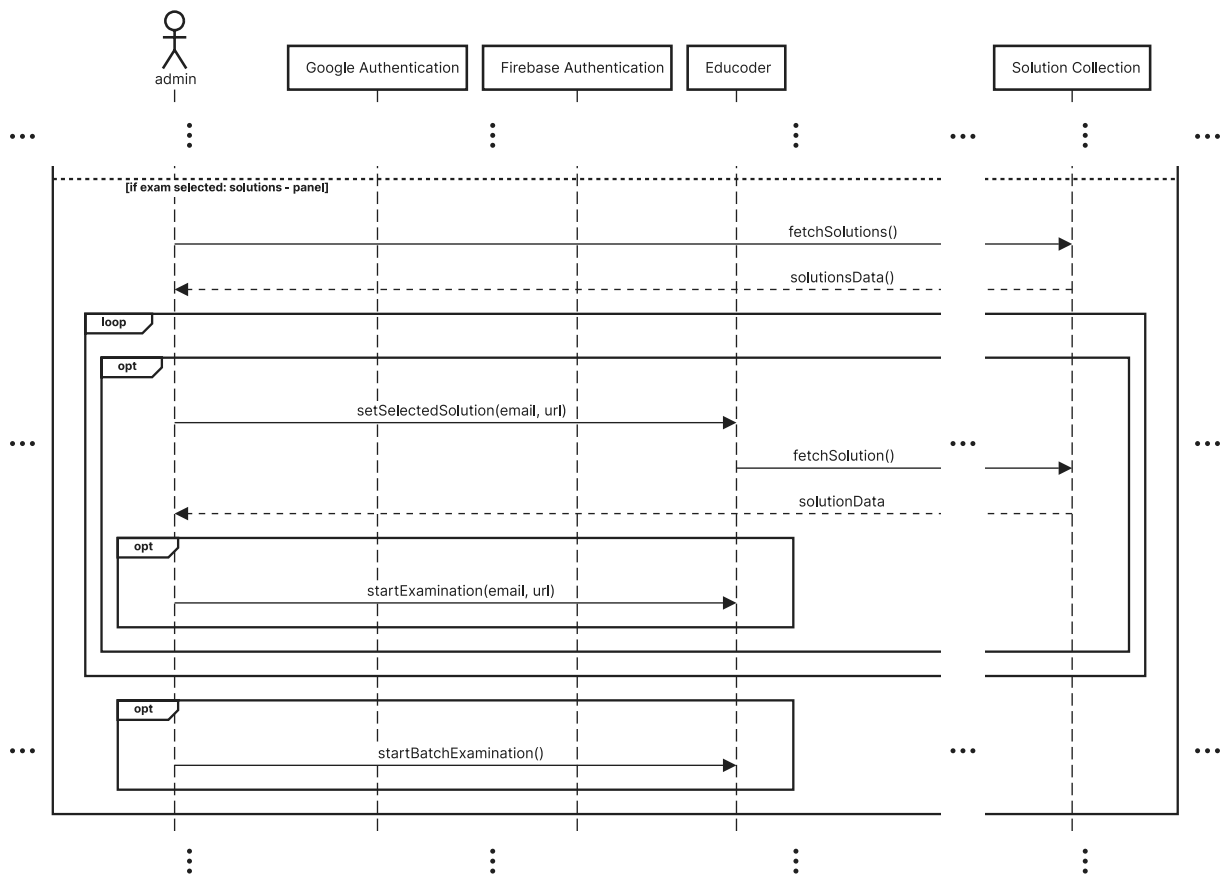 admin
Google Authentication
Firebase Authentication
Educoder
Solution Collection
[if exam selected: solutions - panel]
fetchSolutions()
solutionsData()
loop
opt
setSelectedSolution(email, url)
fetchSolution()
solutionData
opt
startExamination(email, url)
opt
startBatchExamination()